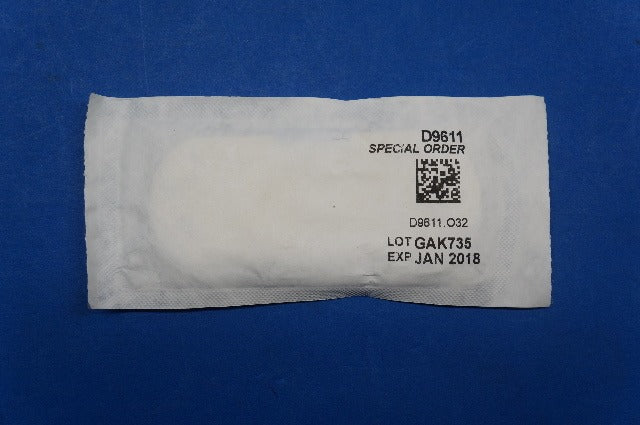 D9611
SPECIAL ORDER
D9611.O32
LOT GAK735
EXP JAN 2018